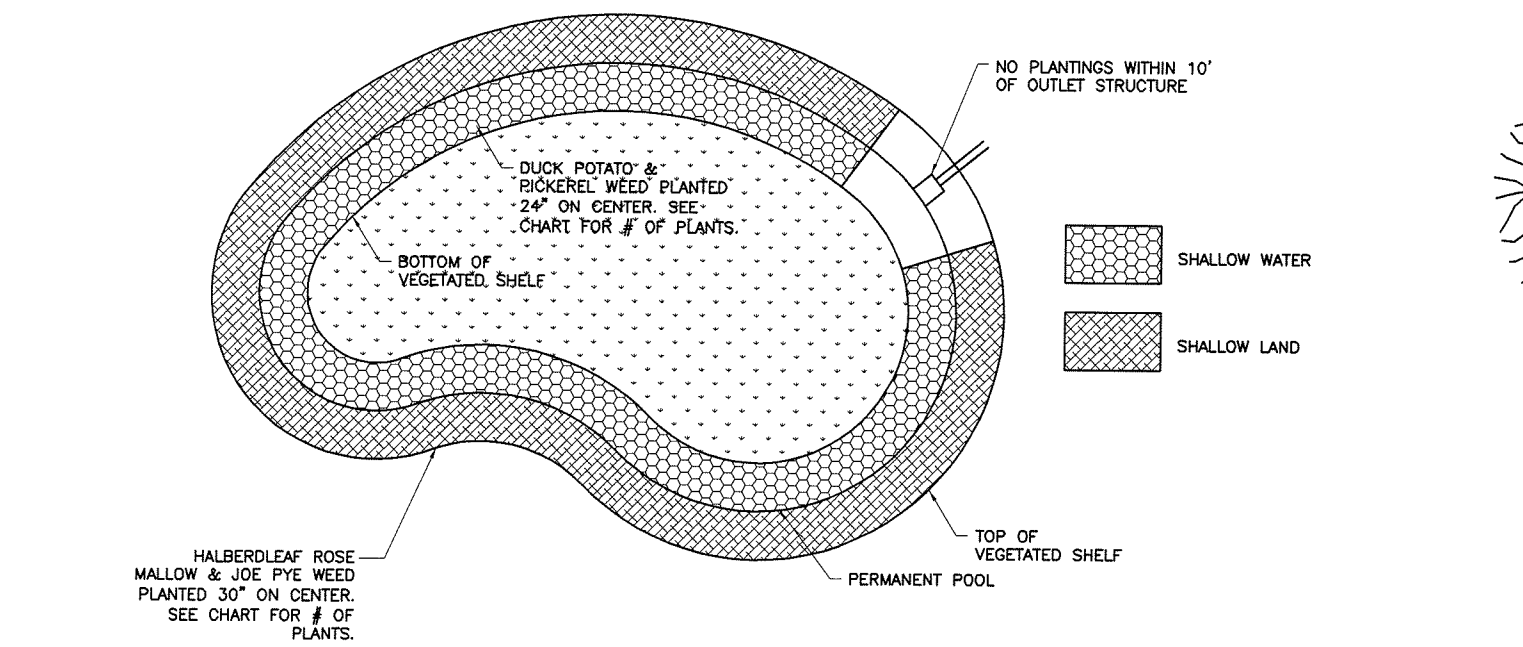 NO PLANTINGS WITHIN 10'
OF OUTLET STRUCTURE
DUCK POTATO &
PICKEREL WEED PLANTED
24" ON CENTER. SEE
CHART FOR # OF PLANTS.
BOTTOM OF
VEGETATED SHELF
SHALLOW WATER
SHALLOW LAND
TOP OF
VEGETATED SHELF
PERMANENT POOL
HALBERDLEAF ROSE
MALLOW & JOE PYE WEED
PLANTED 30" ON CENTER.
SEE CHART FOR # OF
PLANTS.